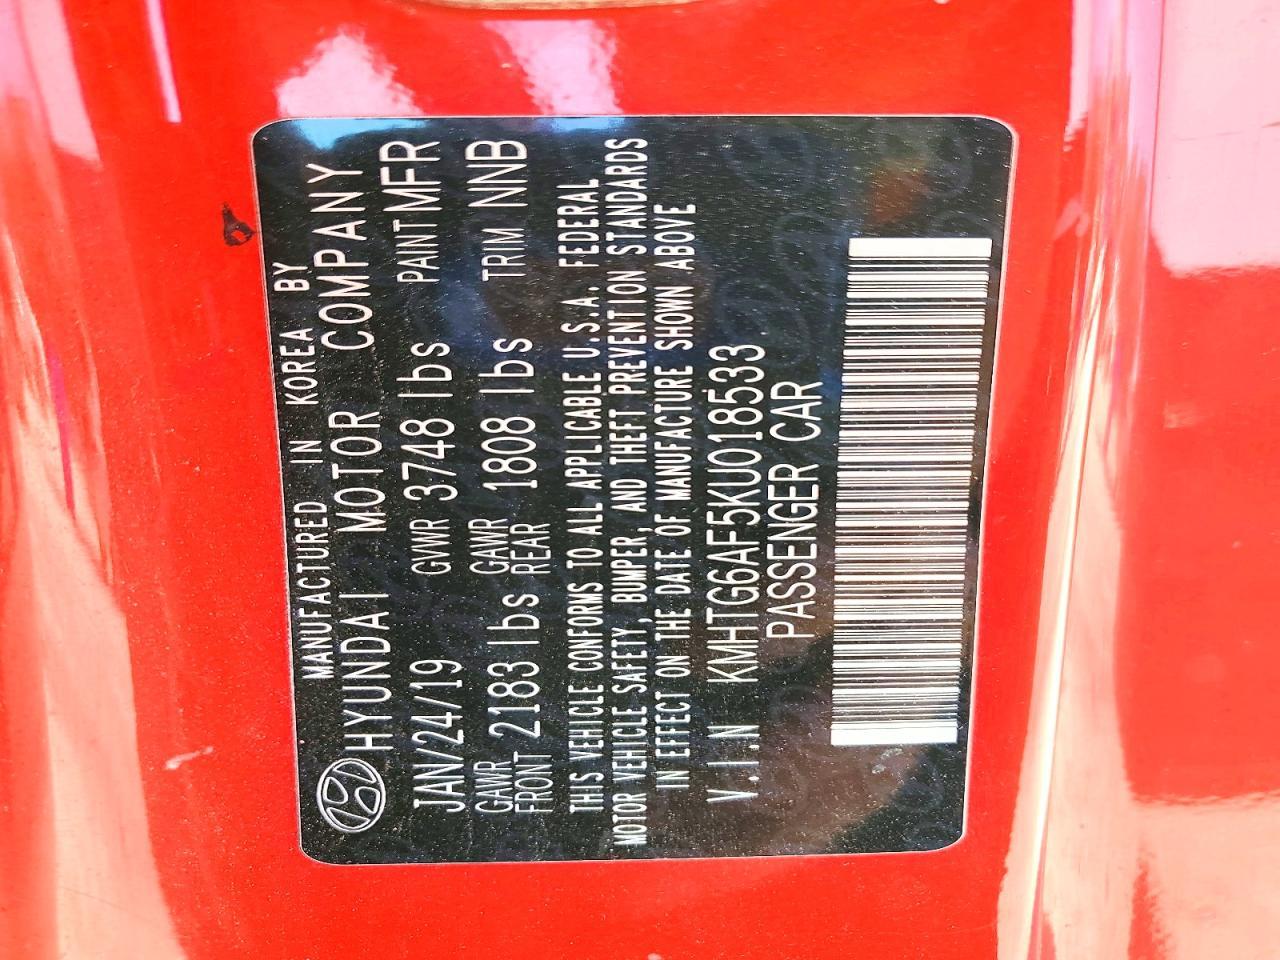 MANUFACTURED IN KOREA BY
HYUNDAI MOTOR COMPANY
JAN/24/19 GVWR 3748 lbs PAINT MFR
GAWR FRONT 2183 lbs GAWR REAR 1808 lbs TRIM NNB
THIS VEHICLE CONFORMS TO ALL APPLICABLE U.S.A. FEDERAL
MOTOR VEHICLE SAFETY, BUMPER, AND THEFT PREVENTION STANDARDS
IN EFFECT ON THE DATE OF MANUFACTURE SHOWN ABOVE
V.I.N KMHTG6AF5KU018533
PASSENGER CAR